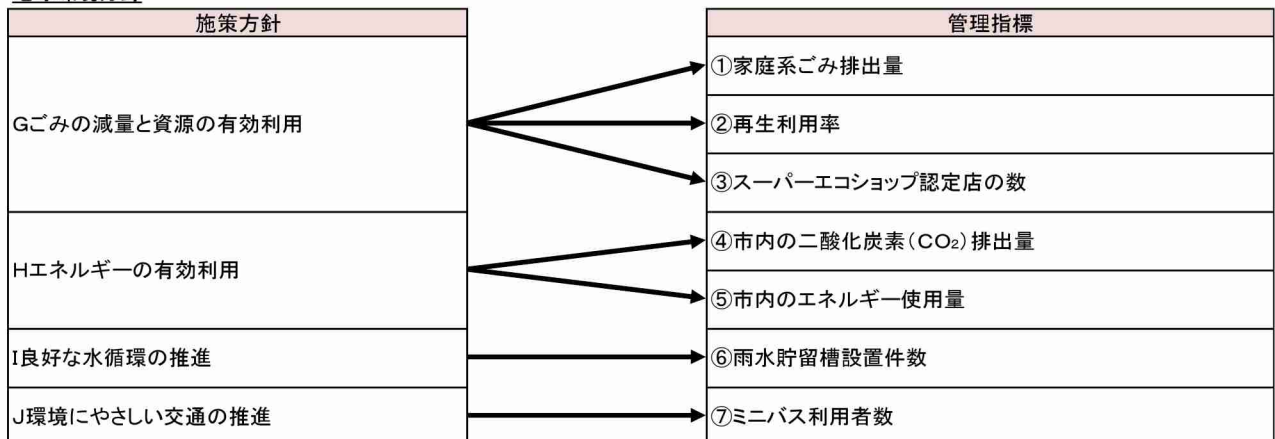 施策方針
管理指標
Gごみの減量と資源の有効利用
①家庭系ごみ排出量
②再生利用率
③スーパーエコショップ認定店の数
Hエネルギーの有効利用
④市内の二酸化炭素(CO₂)排出量
⑤市内のエネルギー使用量
I良好な水循環の推進
⑥雨水貯留槽設置件数
J環境にやさしい交通の推進
⑦ミニバス利用者数